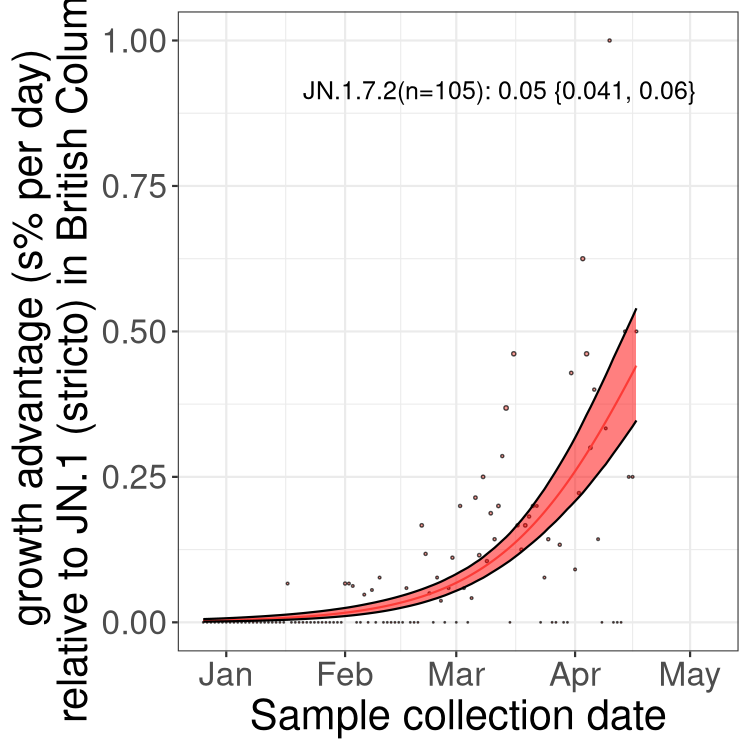 growth advantage (s% per day)
relative to JN.1 (stricto) in British Colum
1.00
JN.1.7.2(n=105): 0.05 {0.041, 0.06}
0.75
0.50
0.25
0.00
Jan Feb Mar Apr May
Sample collection date